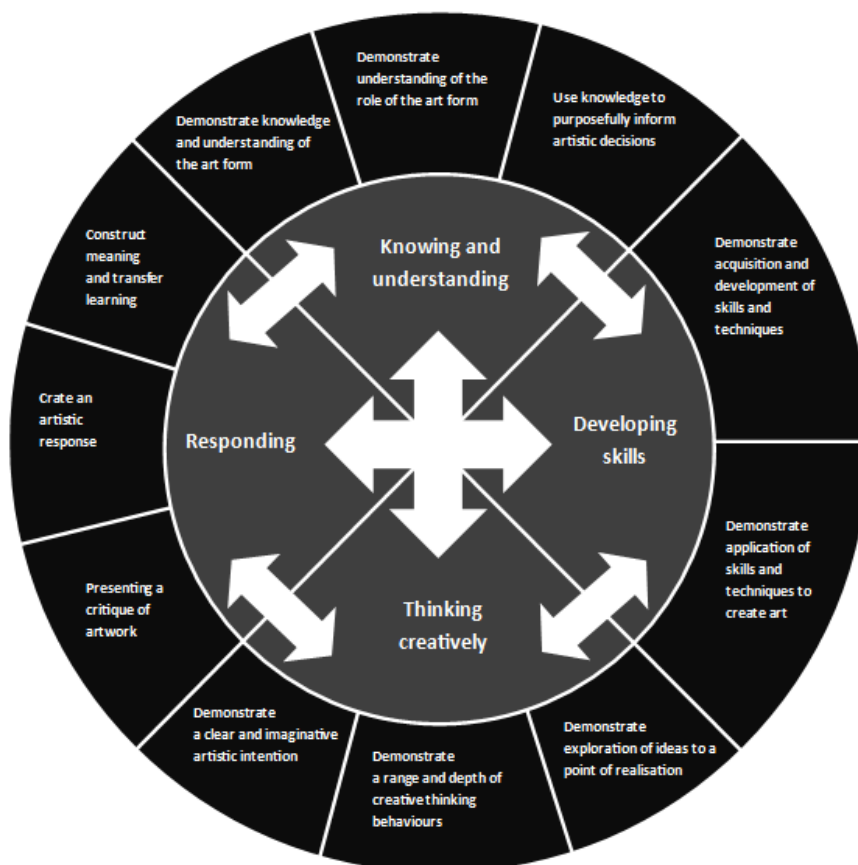 Demonstrate
understanding of the
role of the art form
Use knowledge to
purposefully inform
artistic decisions
Demonstrate
acquisition and
development of
skills and
techniques
Demonstrate
application of
skills and
techniques to
create art
Demonstrate
exploration of ideas to a
point of realisation
Demonstrate
a range and depth of
creative thinking
behaviours
Demonstrate
a clear and imaginative
artistic intention
Presenting a
critique of
artwork
Crate an
artistic
response
Construct
meaning
and transfer
learning
Demonstrate knowledge
and understanding of
the art form
Knowing and
understanding
Developing
skills
Thinking
creatively
Responding